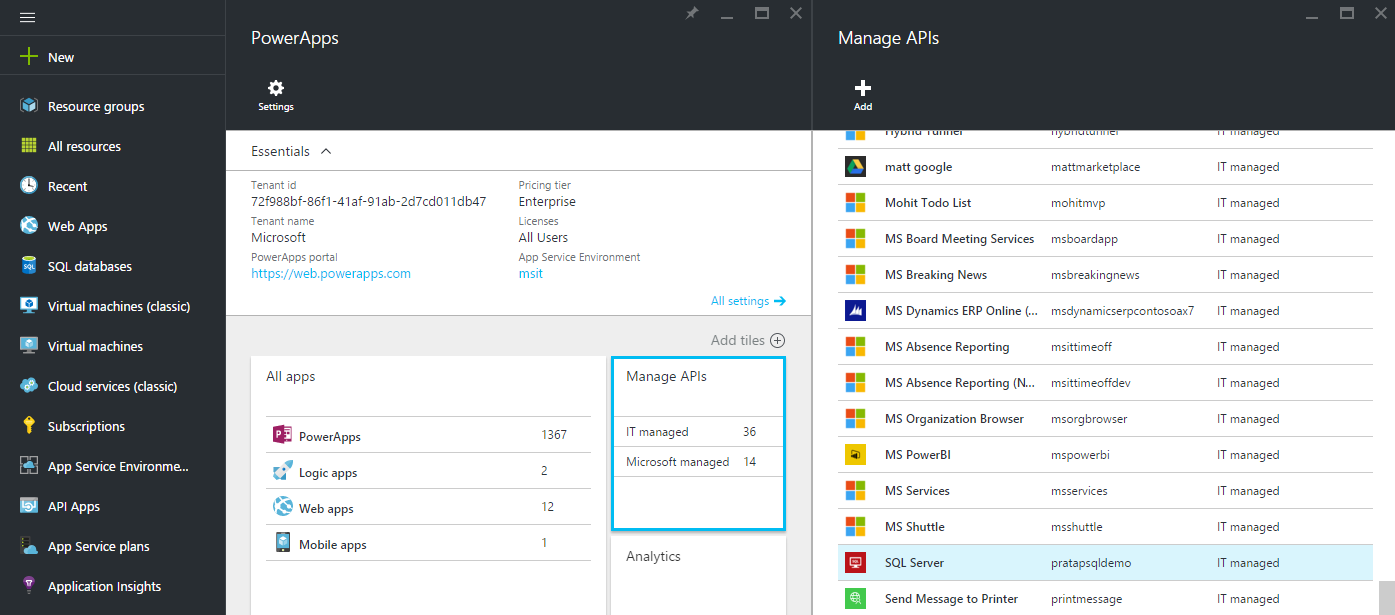 New
Resource groups
All resources
Recent
Web Apps
SQL databases
Virtual machines (classic)
Virtual machines
Cloud services (classic)
Subscriptions
App Service Environme...
API Apps
App Service plans
Application Insights
PowerApps
Settings
Essentials
Tenant id
72f988bf-86f1-41af-91ab-2d7cd011db47
Tenant name
Microsoft
PowerApps portal
https://web.powerapps.com
Pricing tier
Enterprise
Licenses
All Users
App Service Environment
msit
All settings
Add tiles
All apps
PowerApps 1367
Logic apps 2
Web apps 12
Mobile apps 1
Manage APIs
IT managed 36
Microsoft managed 14
Analytics
Manage APIs
Add
Hybrid Tunnel hybridtunnel IT managed
matt google mattmarketplace IT managed
Mohit Todo List mohitmvp IT managed
MS Board Meeting Services msboardapp IT managed
MS Breaking News msbreakingnews IT managed
MS Dynamics ERP Online (... msdynamicserpcontosoax7 IT managed
MS Absence Reporting msittimeoff IT managed
MS Absence Reporting (N... msittimeoffdev IT managed
MS Organization Browser msorgbrowser IT managed
MS PowerBI mspowerbi IT managed
MS Services msservices IT managed
MS Shuttle msshuttle IT managed
SQL Server pratapsqldemo IT managed
Send Message to Printer printmessage IT managed